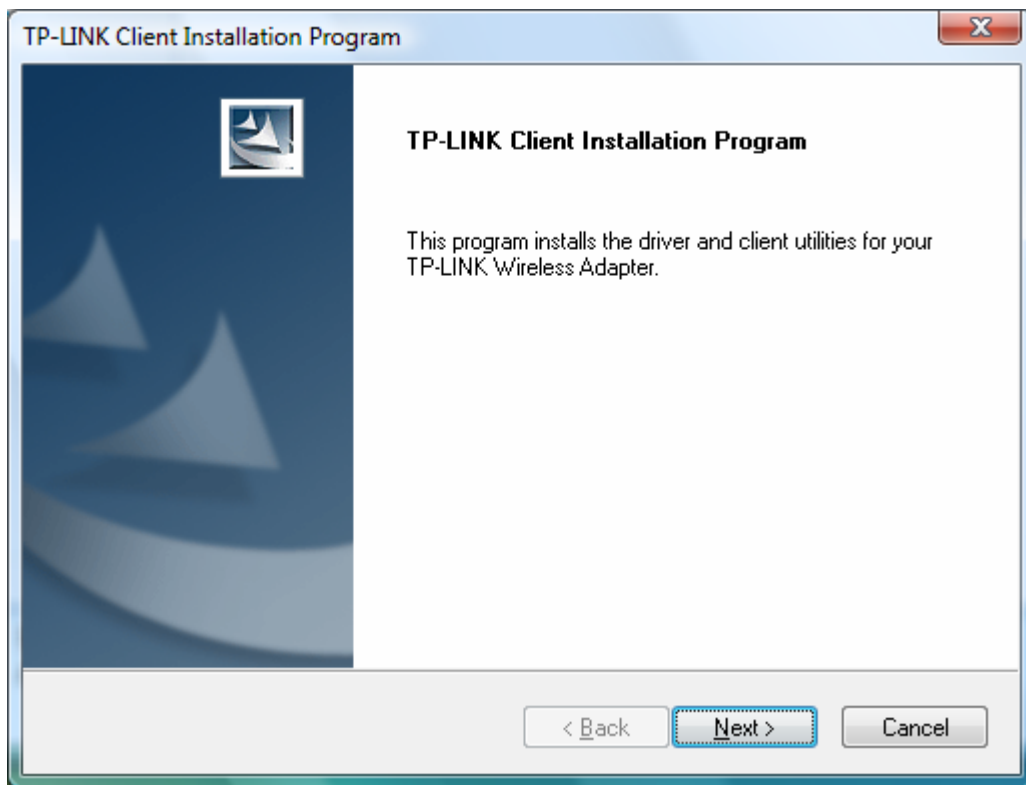 TP-LINK Client Installation Program
TP-LINK Client Installation Program
This program installs the driver and client utilities for your
TP-LINK Wireless Adapter.
< Back Next > Cancel